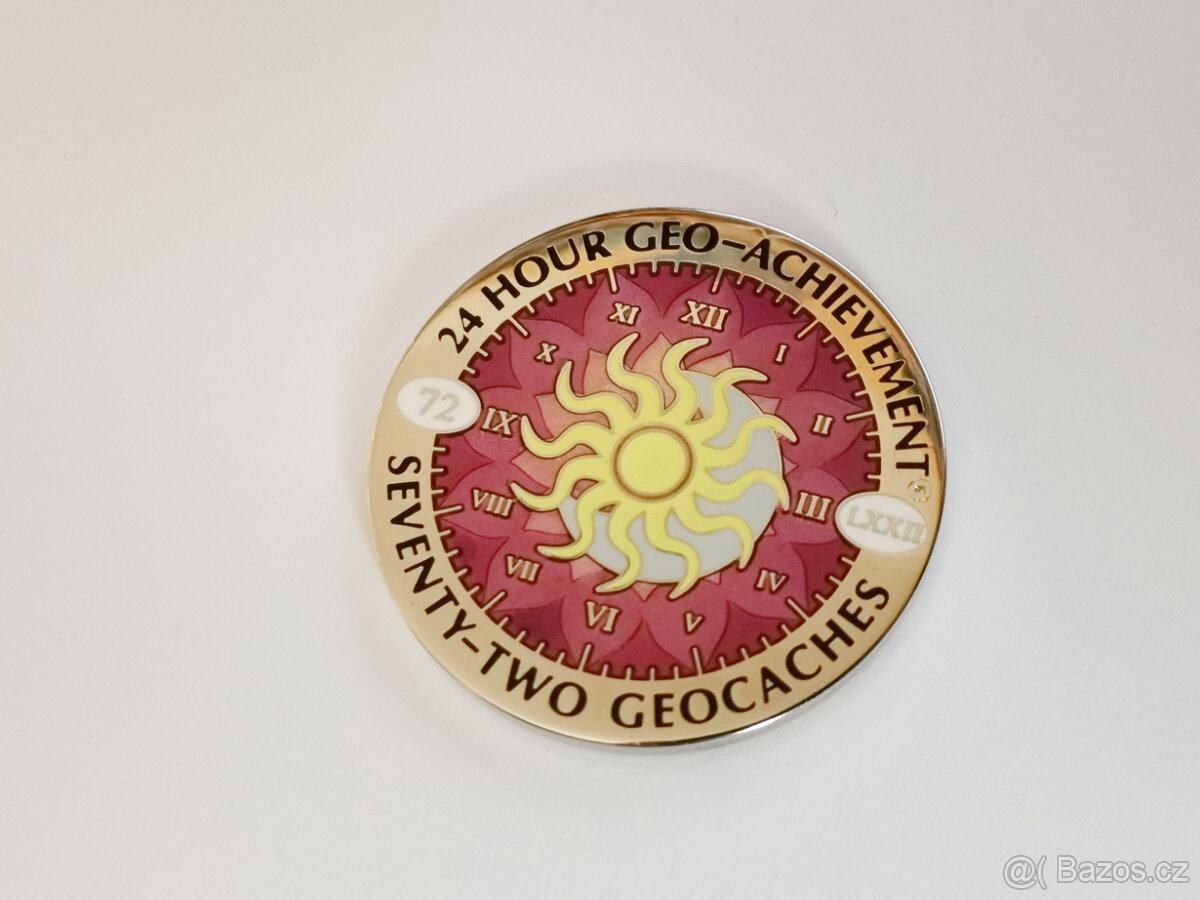 24 HOUR GEO-ACHIEVEMENT®
72
LXXII
SEVENTY-TWO GEOCACHES
XII
I
II
III
IV
V
VI
VII
VIII
IX
X
XI
@( Bazos.cz